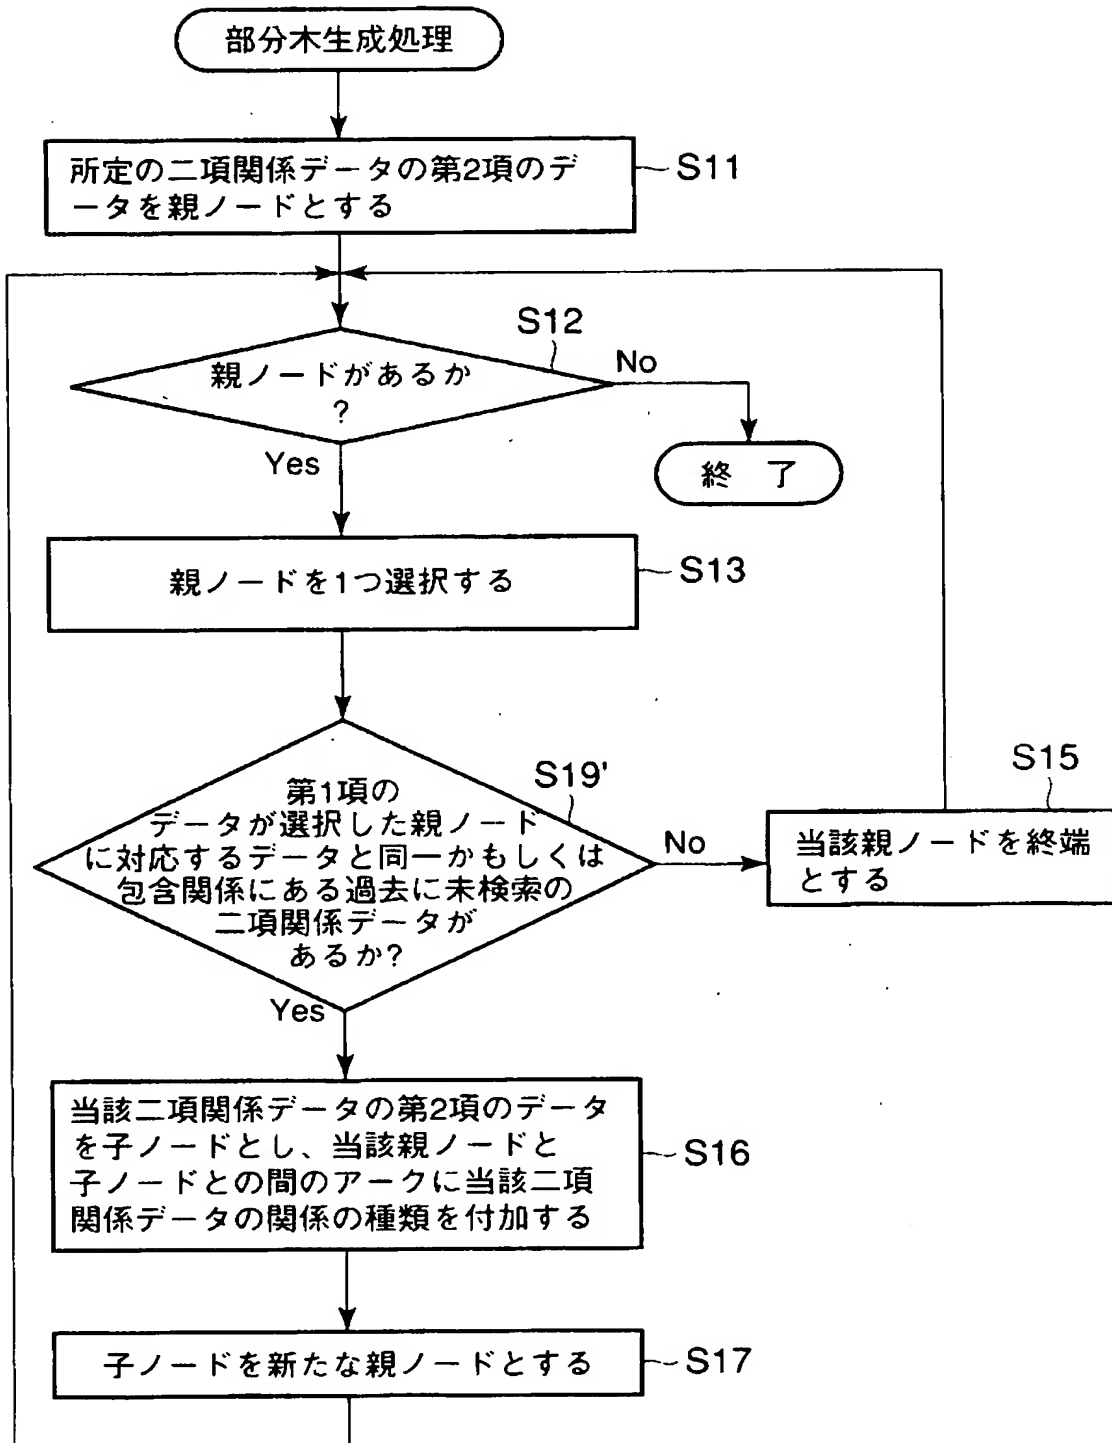 部分木生成処理
所定の二項関係データの第2項のデ
ータを親ノードとする
S11
S12
親ノードがあるか
?
No
Yes
終 了
親ノードを1つ選択する
S13
S19'
第1項の
データが選択した親ノード
に対応するデータと同一かもしくは
包含関係にある過去に未検索の
二項関係データが
あるか?
No
Yes
S15
当該親ノードを終端
とする
当該二項関係データの第2項のデータ
を子ノードとし、当該親ノードと
子ノードとの間のアークに当該二項
関係データの関係の種類を付加する
S16
子ノードを新たな親ノードとする
S17